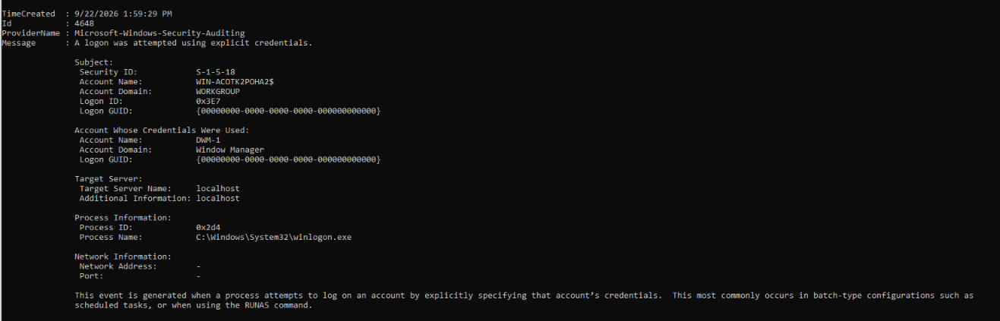 TimeCreated  : 9/22/2026 1:59:29 PM
Id           : 4648
ProviderName : Microsoft-Windows-Security-Auditing
Message      : A logon was attempted using explicit credentials.

               Subject:
                Security ID:            S-1-5-18
                Account Name:           WIN-ACOTK2POHA2$
                Account Domain:         WORKGROUP
                Logon ID:               0x3E7
                Logon GUID:             {00000000-0000-0000-0000-000000000000}

               Account Whose Credentials Were Used:
                Account Name:           DWM-1
                Account Domain:         Window Manager
                Logon GUID:             {00000000-0000-0000-0000-000000000000}

               Target Server:
                Target Server Name:     localhost
                Additional Information: localhost

               Process Information:
                Process ID:             0x2d4
                Process Name:           C:\Windows\System32\winlogon.exe

               Network Information:
                Network Address:        -
                Port:                   -

               This event is generated when a process attempts to log on an account by explicitly specifying that account’s credentials.  This most commonly occurs in batch-type configurations such as
               scheduled tasks, or when using the RUNAS command.